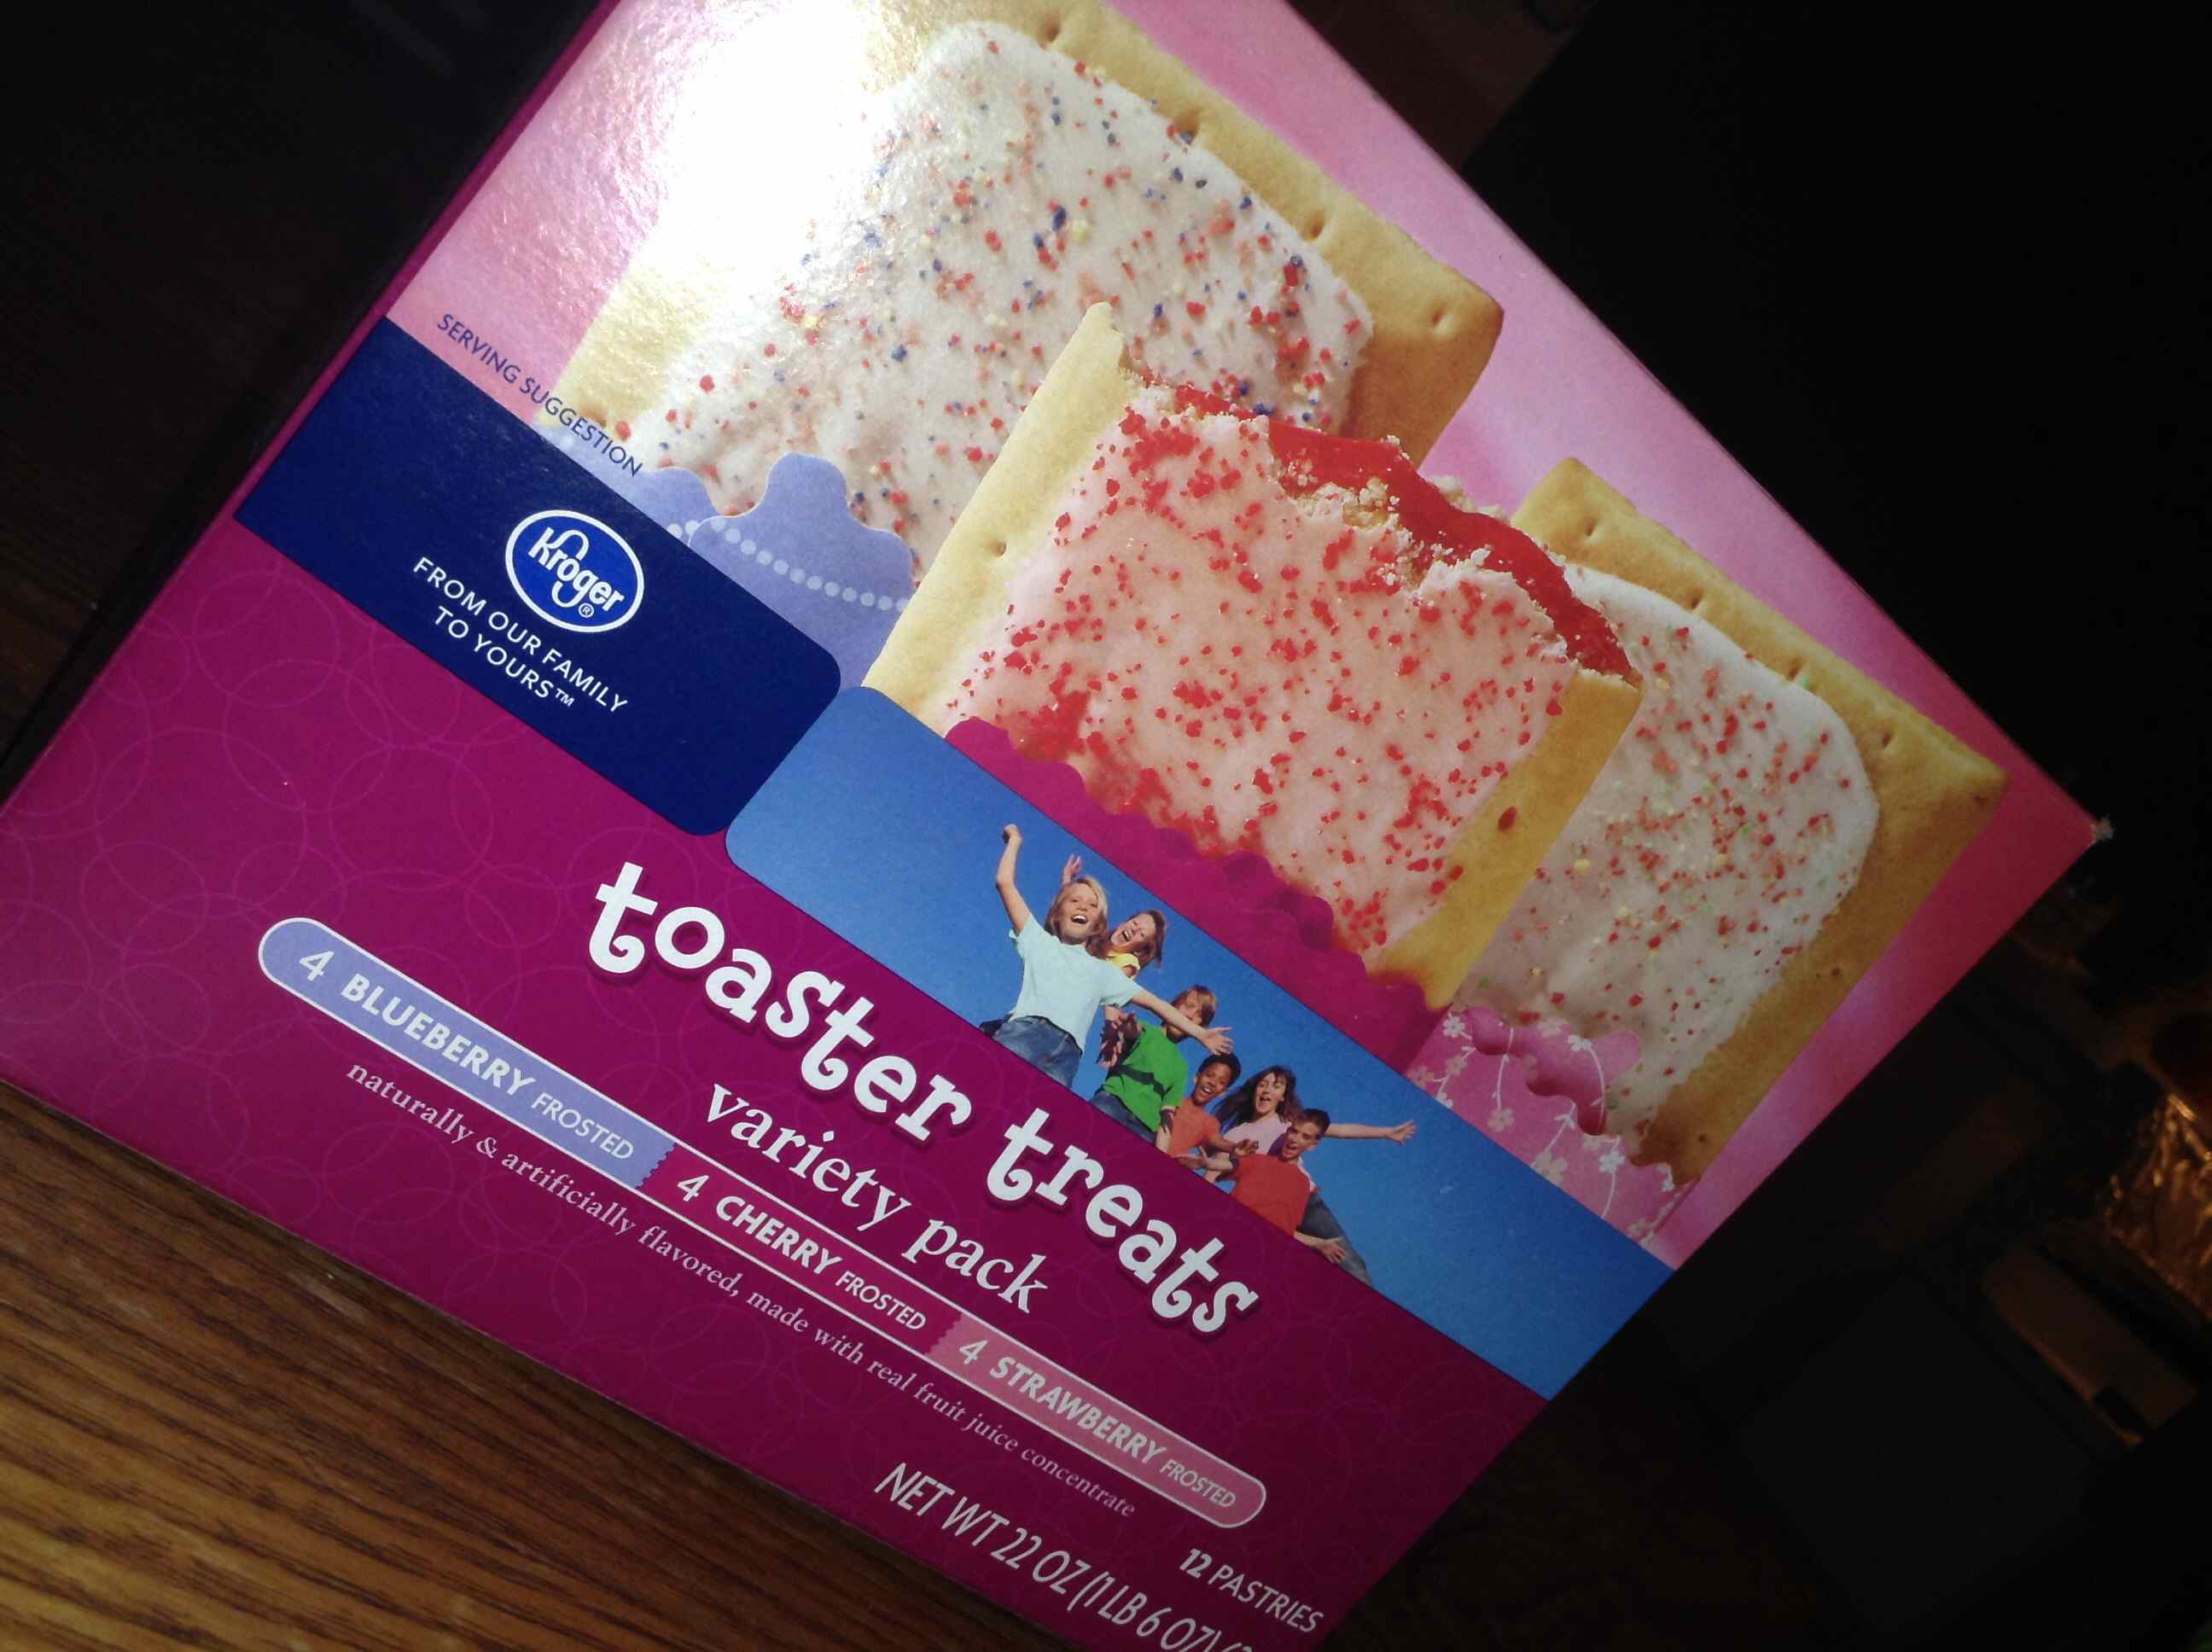 SERVING SUGGESTION
Kroger®
FROM OUR FAMILY
TO YOURS™
toaster treats
variety pack
4 BLUEBERRY FROSTED 4 CHERRY FROSTED 4 STRAWBERRY FROSTED
naturally & artificially flavored, made with real fruit juice concentrate
12 PASTRIES
NET WT 22 OZ (1 LB 6 OZ)